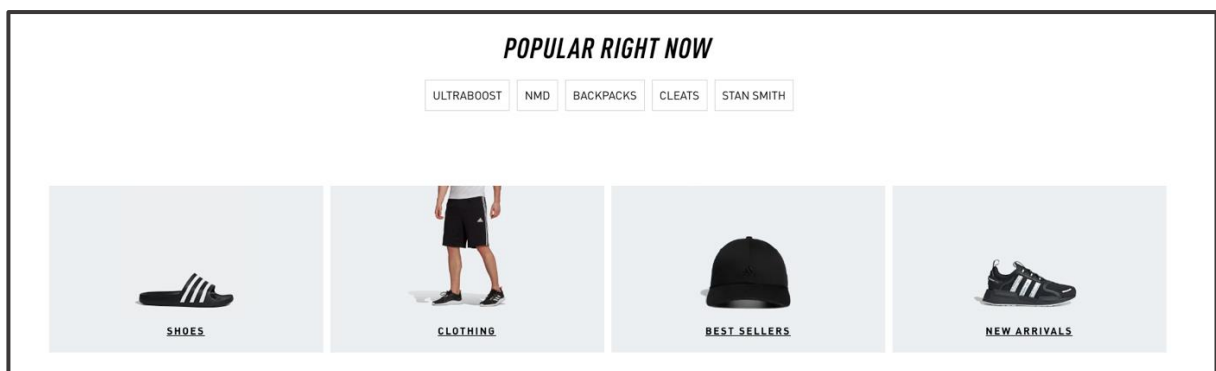 POPULAR RIGHT NOW
ULTRABOOST NMD BACKPACKS CLEATS STAN SMITH
SHOES CLOTHING BEST SELLERS NEW ARRIVALS